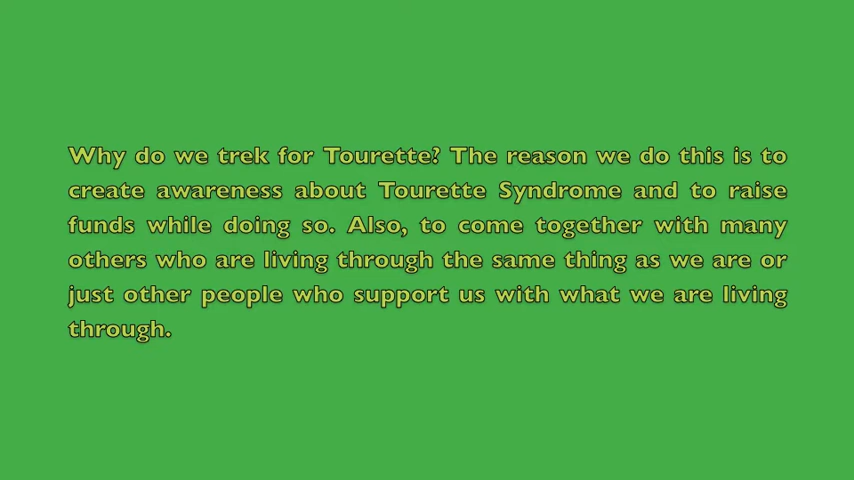 Why do we trek for Tourette? The reason we do this is to
create awareness about Tourette Syndrome and to raise
funds while doing so. Also, to come together with many
others who are living through the same thing as we are or
just other people who support us with what we are living
through.